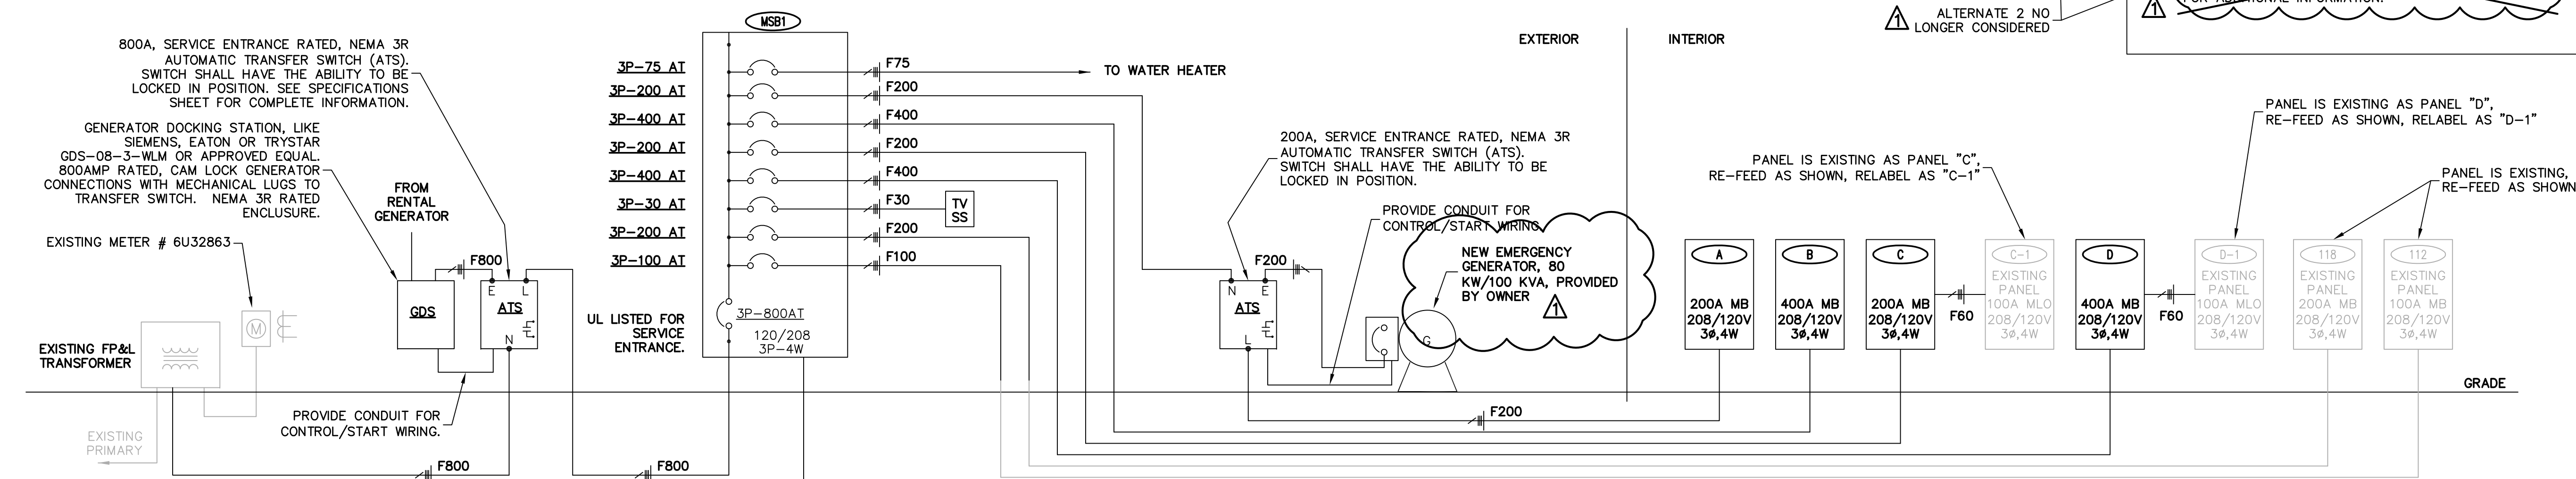 800A, SERVICE ENTRANCE RATED, NEMA 3R
AUTOMATIC TRANSFER SWITCH (ATS).
SWITCH SHALL HAVE THE ABILITY TO BE
LOCKED IN POSITION. SEE SPECIFICATIONS
SHEET FOR COMPLETE INFORMATION.
GENERATOR DOCKING STATION, LIKE
SIEMENS, EATON OR TRYSTAR
GDS-08-3-WLM OR APPROVED EQUAL.
800AMP RATED, CAM LOCK GENERATOR
CONNECTIONS WITH MECHANICAL LUGS TO
TRANSFER SWITCH. NEMA 3R RATED
ENCLUSURE.
EXISTING METER # 6U32863
FROM
RENTAL
GENERATOR
F800
GDS
E L
ATS
N
M
EXISTING FP&L
TRANSFORMER
PROVIDE CONDUIT FOR
CONTROL/START WIRING.
EXISTING
PRIMARY
F800
F800
MSB1
3P-75 AT
3P-200 AT
3P-400 AT
3P-200 AT
3P-400 AT
3P-30 AT
3P-200 AT
3P-100 AT
F75
TO WATER HEATER
F200
F400
F200
F400
F30
TV
SS
F200
F100
UL LISTED FOR
SERVICE
ENTRANCE.
3P-800AT
120/208
3P-4W
EXTERIOR
INTERIOR
200A, SERVICE ENTRANCE RATED, NEMA 3R
AUTOMATIC TRANSFER SWITCH (ATS).
SWITCH SHALL HAVE THE ABILITY TO BE
LOCKED IN POSITION.
PROVIDE CONDUIT FOR
CONTROL/START WIRING
F200
N E
ATS
L
NEW EMERGENCY
GENERATOR, 80
KW/100 KVA, PROVIDED
BY OWNER
1
G
F200
1
ALTERNATE 2 NO
LONGER CONSIDERED
1
FOR ADDITIONAL INFORMATION.
PANEL IS EXISTING AS PANEL "C",
RE-FEED AS SHOWN, RELABEL AS "C-1"
PANEL IS EXISTING AS PANEL "D",
RE-FEED AS SHOWN, RELABEL AS "D-1"
PANEL IS EXISTING,
RE-FEED AS SHOWN
A
200A MB
208/120V
3ø,4W
B
400A MB
208/120V
3ø,4W
C
200A MB
208/120V
3ø,4W
F60
C-1
EXISTING
PANEL
100A MLO
208/120V
3ø,4W
D
400A MB
208/120V
3ø,4W
F60
D-1
EXISTING
PANEL
100A MLO
208/120V
3ø,4W
118
EXISTING
PANEL
200A MB
208/120V
3ø,4W
112
EXISTING
PANEL
100A MB
208/120V
3ø,4W
GRADE